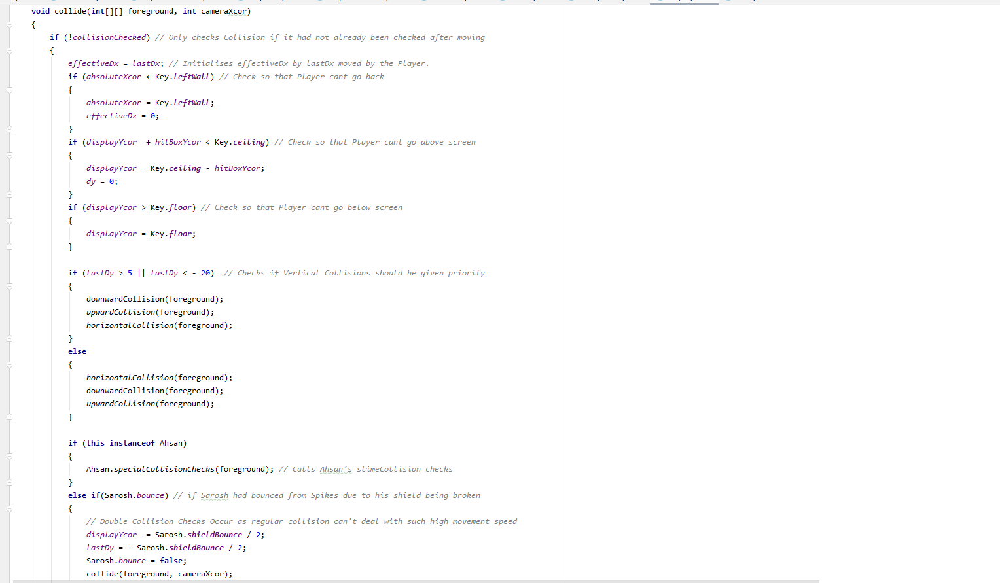 void collide(int[][] foreground, int cameraXcor)
{
if (!collisionChecked) // Only checks Collision if it had not already been checked after moving
{
effectiveDx = lastDx; // Initialises effectiveDx by lastDx moved by the Player.
if (absoluteXcor < Key.leftWall) // Check so that Player cant go back
{
absoluteXcor = Key.leftWall;
effectiveDx = 0;
}
if (displayYcor  + hitBoxYcor < Key.ceiling) // Check so that Player cant go above screen
{
displayYcor = Key.ceiling - hitBoxYcor;
dy = 0;
}
if (displayYcor > Key.floor) // Check so that Player cant go below screen
{
displayYcor = Key.floor;
}
if (lastDy > 5 || lastDy < - 20)  // Checks if Vertical Collisions should be given priority
{
downwardCollision(foreground);
upwardCollision(foreground);
horizontalCollision(foreground);
}
else
{
horizontalCollision(foreground);
downwardCollision(foreground);
upwardCollision(foreground);
}
if (this instanceof Ahsan)
{
Ahsan.specialCollisionChecks(foreground); // Calls Ahsan's slimeCollision checks
}
else if(Sarosh.bounce) // if Sarosh had bounced from Spikes due to his shield being broken
{
// Double Collision Checks Occur as regular collision can't deal with such high movement speed
displayYcor -= Sarosh.shieldBounce / 2;
lastDy = - Sarosh.shieldBounce / 2;
Sarosh.bounce = false;
collide(foreground, cameraXcor);